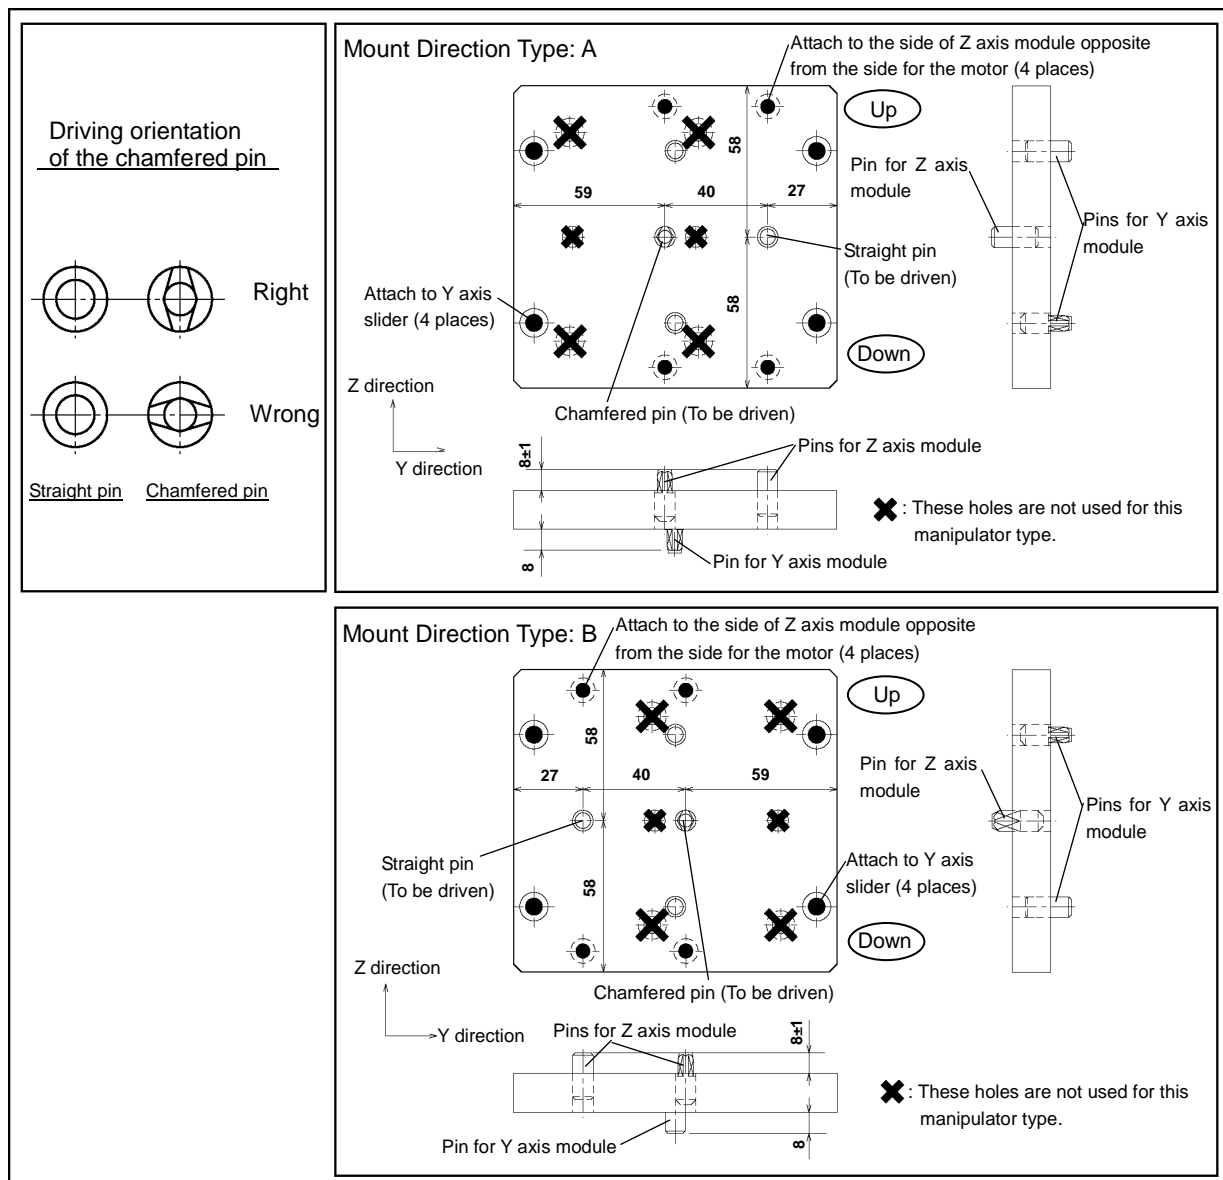 Driving orientation
of the chamfered pin
Right
Wrong
Straight pin
Chamfered pin
Mount Direction Type: A
Attach to the side of Z axis module opposite
from the side for the motor (4 places)
Up
58
Pin for Z axis
module
59
40
27
Pins for Y axis
module
Straight pin
(To be driven)
Attach to Y axis
slider (4 places)
58
Down
Z direction
Chamfered pin (To be driven)
Y direction
8±1
Pins for Z axis module
: These holes are not used for this
manipulator type.
8
Pin for Y axis module
Mount Direction Type: B
Attach to the side of Z axis module opposite
from the side for the motor (4 places)
Up
58
Pin for Z axis
module
27
40
59
Pins for Y axis
module
Straight pin
(To be driven)
58
Attach to Y axis
slider (4 places)
Down
Z direction
Chamfered pin (To be driven)
Y direction
Pins for Z axis module
8±1
: These holes are not used for this
manipulator type.
Pin for Y axis module
8